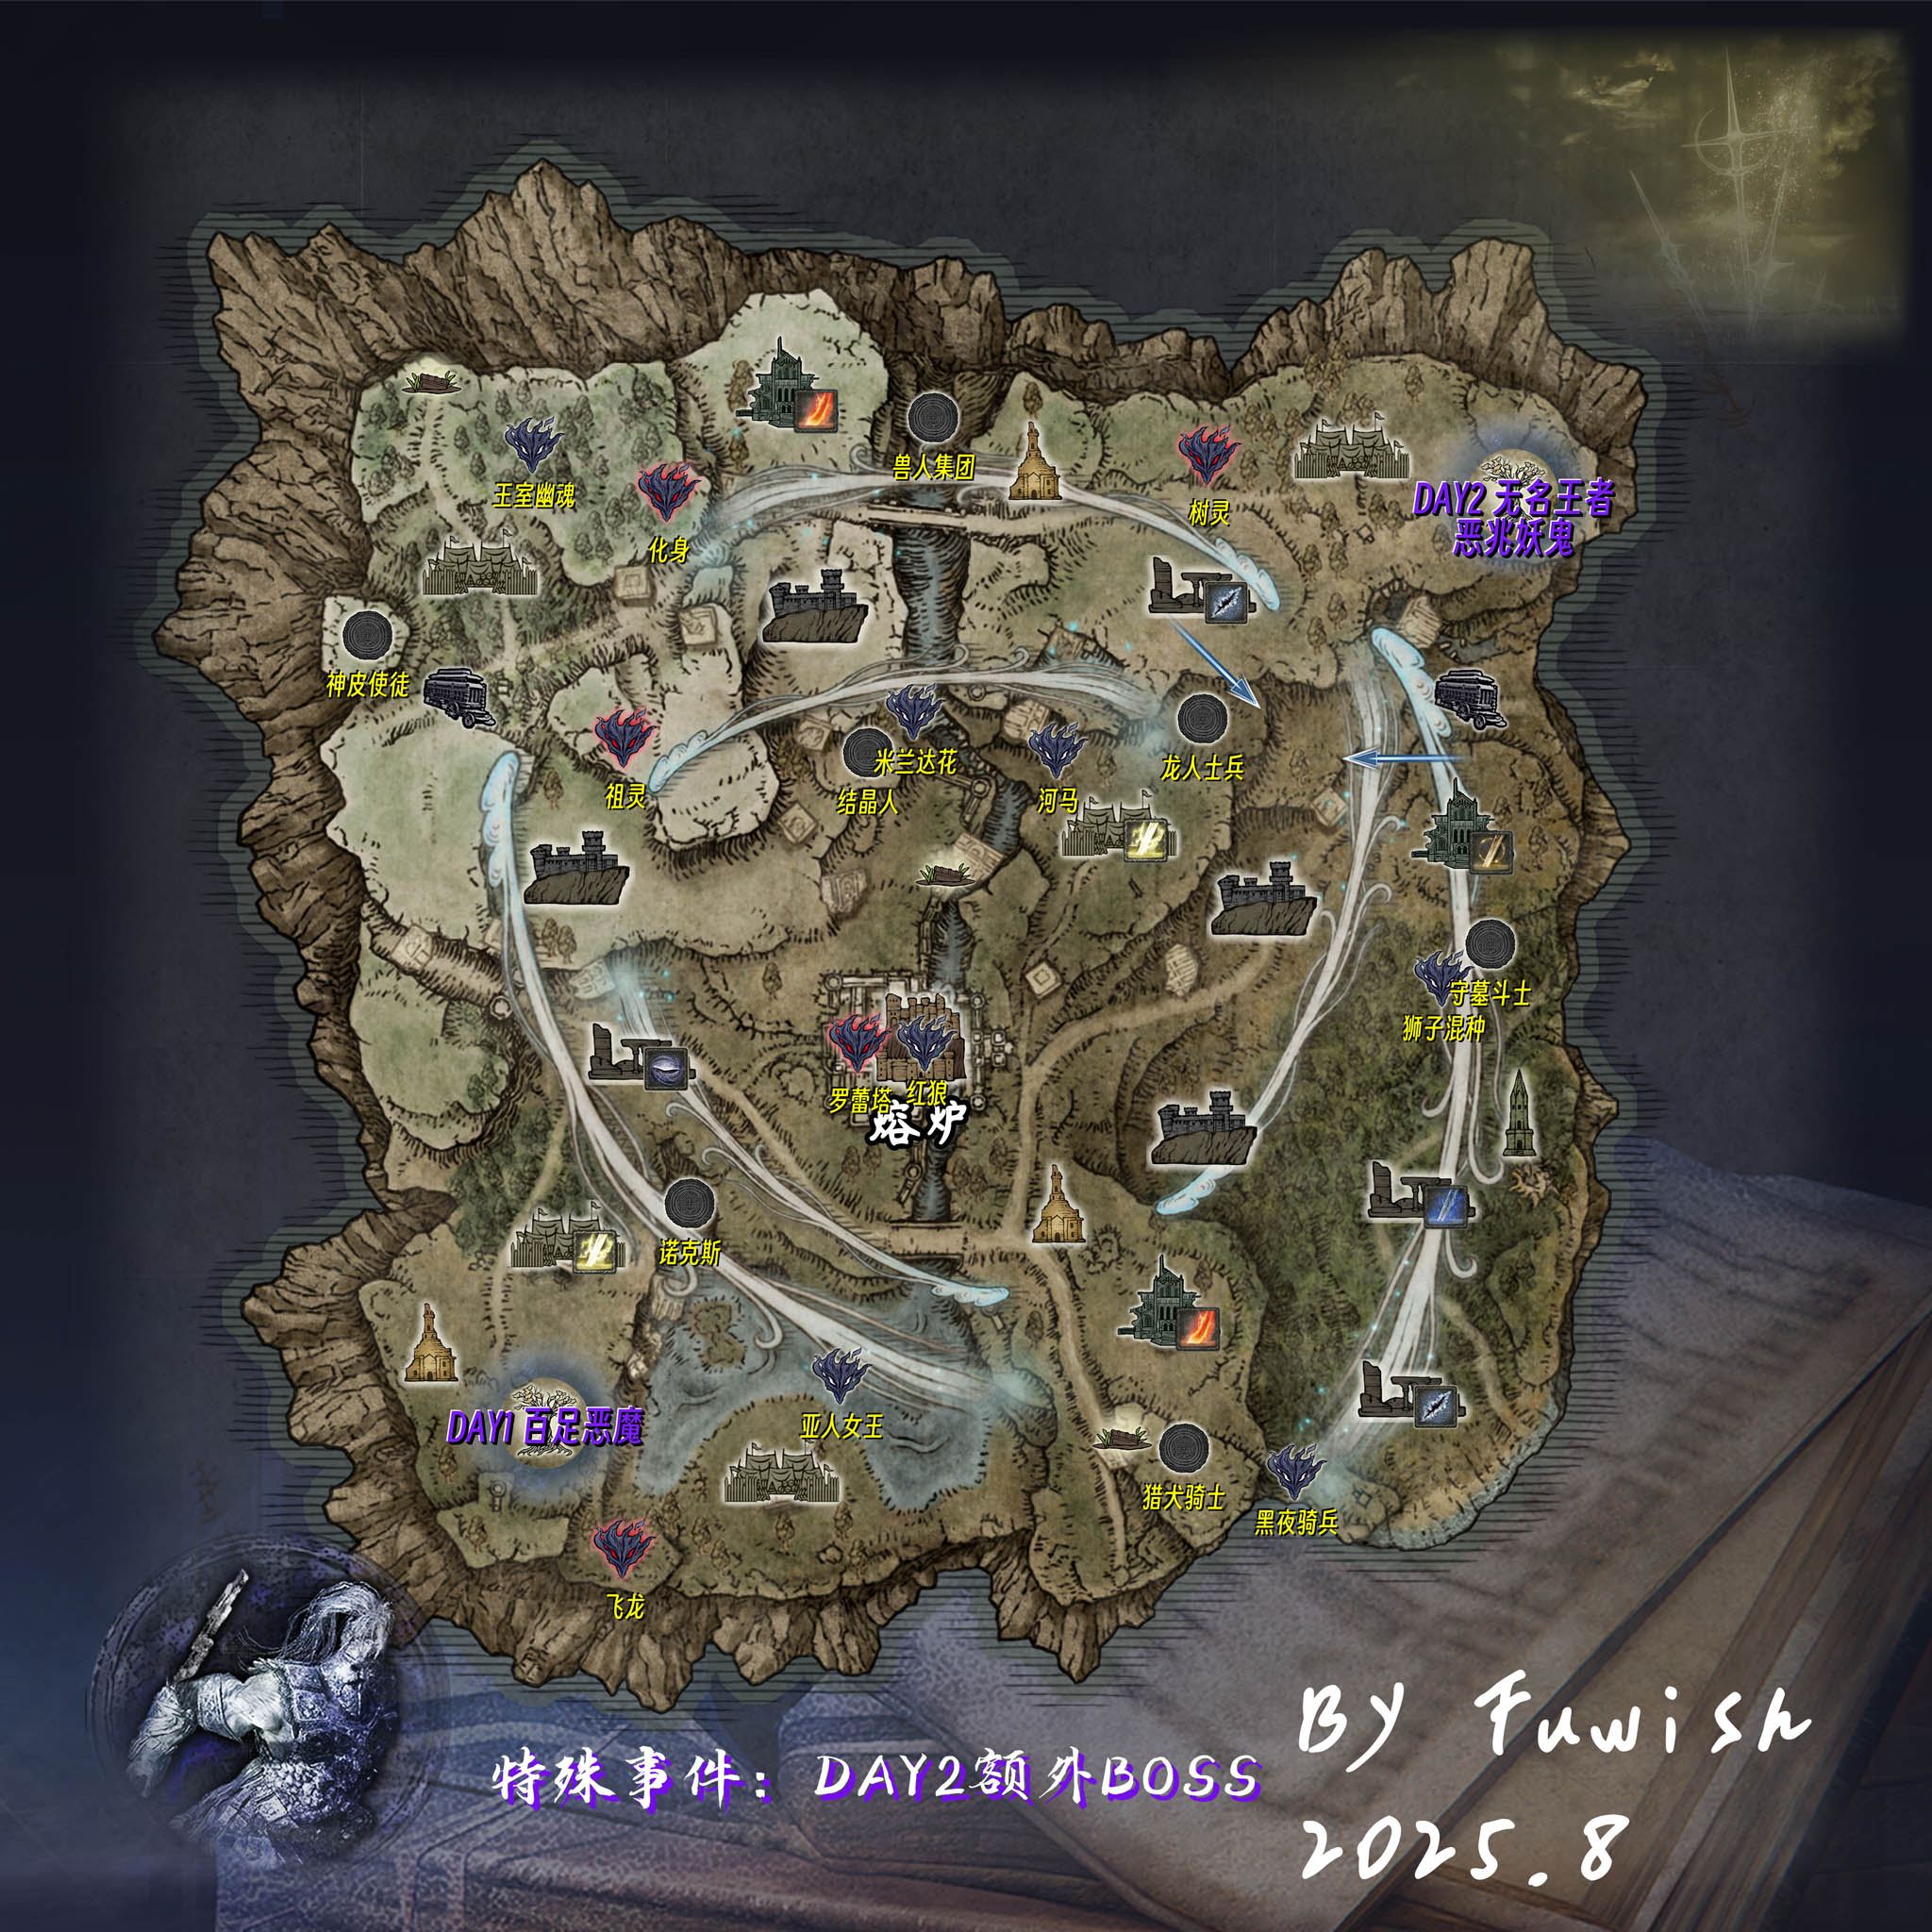 兽人集团
王室幽魂
DAY2 无名王者
恶兆妖鬼
树灵
化身
神皮使徒
米兰达花
龙人士兵
祖灵
结晶人
河马
守墓斗士
狮子混种
罗蕾塔
红狼
熔炉
诺克斯
DAY1 百足恶魔
亚人女王
猎犬骑士
黑夜骑兵
飞龙
特殊事件：DAY2额外BOSS
BY Fuwish
2025.8